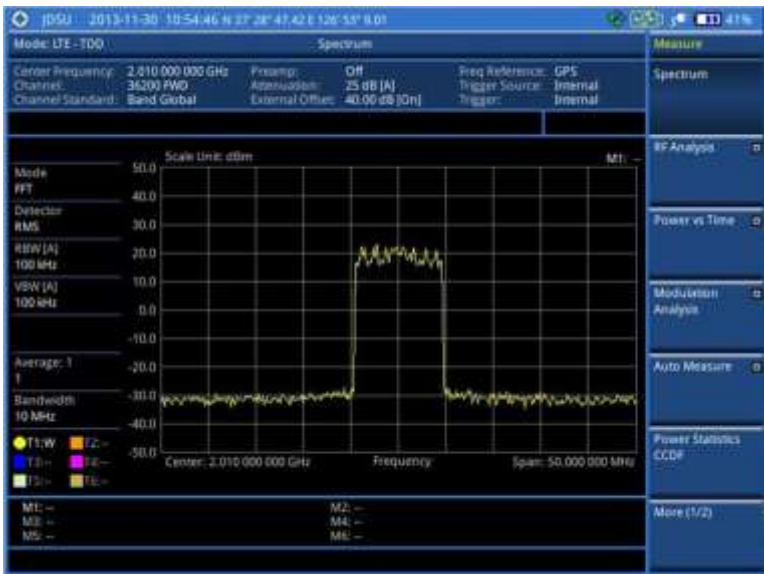 JDSU 2013-11-30 10:54:46 N 37° 28' 47.42 E 126° 53' 9.01 41%
Mode: LTE - TDD Spectrum Measure
Center Frequency: 2.010 000 000 GHz Preamp: Off Freq Reference: GPS
Channel: 36200 FWD Attenuation: 25 dB [A] Trigger Source: Internal
Channel Standard: Band Global External Offset: 40.00 dB [On] Trigger: Internal
Spectrum
Scale Unit: dBm M1: --
Mode
FFT
Detector
RMS
RBW [A]
100 kHz
VBW [A]
100 kHz
Average: 1
1
Bandwidth
10 MHz
T1:W T2:--
T3:-- T4:--
T5:-- T6:--
50.0
40.0
30.0
20.0
10.0
0.0
-10.0
-20.0
-30.0
-40.0
-50.0
Center: 2.010 000 000 GHz Frequency Span: 50.000 000 MHz
M1: -- M2: --
M3: -- M4: --
M5: -- M6: --
RF Analysis
Power vs Time
Modulation
Analysis
Auto Measure
Power Statistics
CCDF
More (1/2)